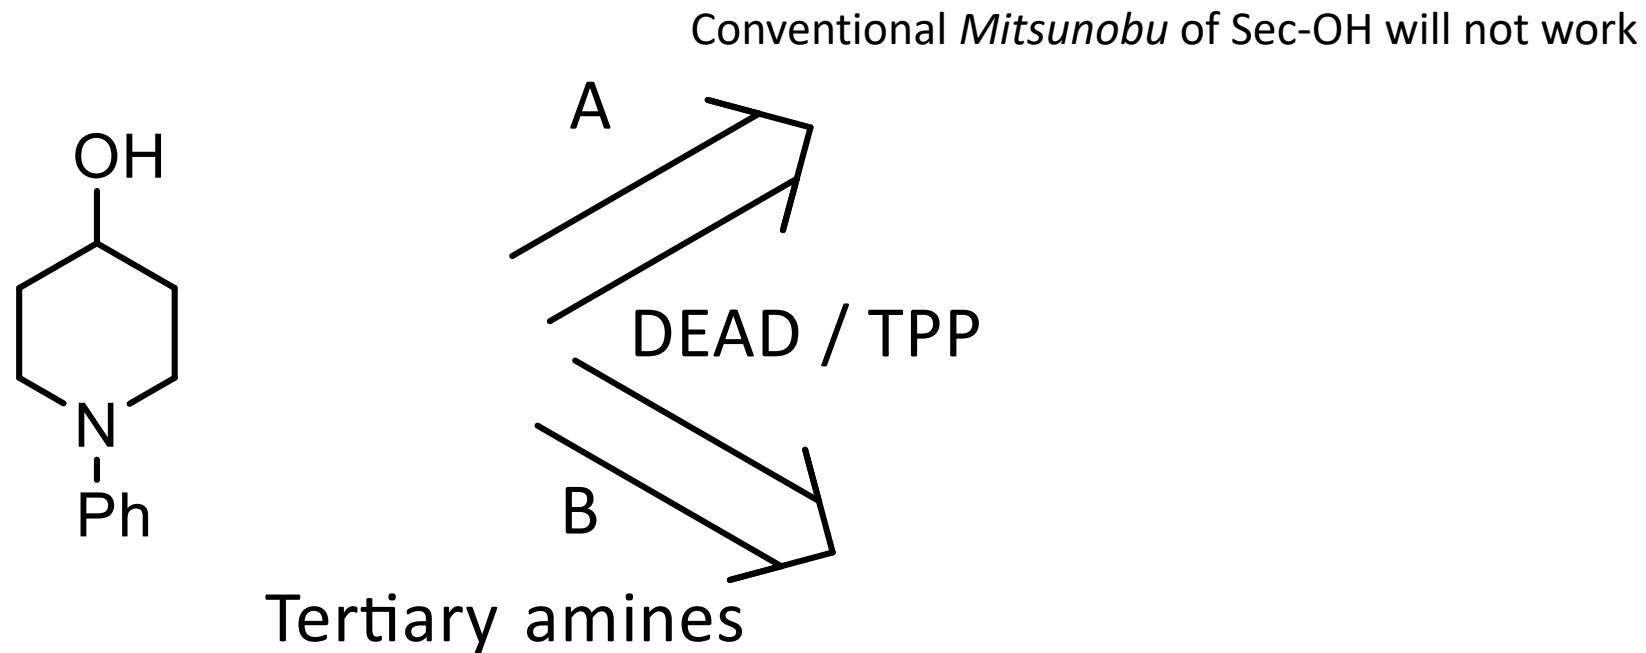 Conventional Mitsunobu of Sec-OH will not work
A
OH
DEAD / TPP
N
Ph
B
Tertiary amines